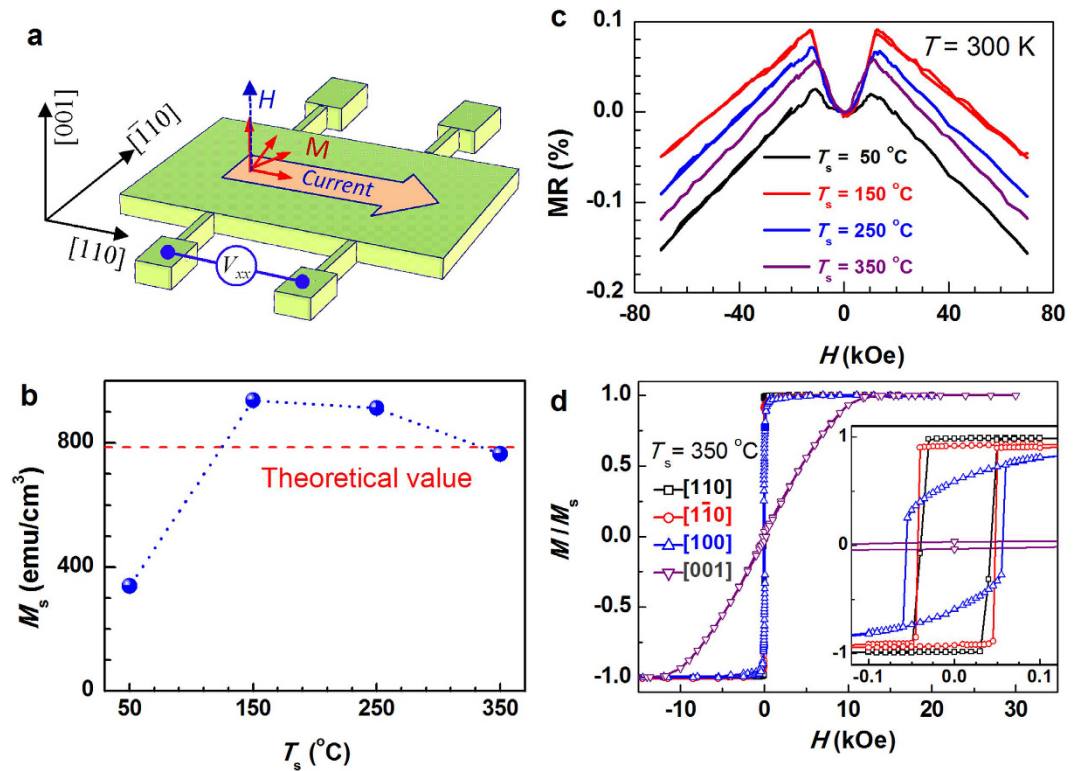 a
[001]
[1̄10]
[110]
H
M
Current
Vxx
b
Ms (emu/cm3)
800
400
0
Theoretical value
50
150
250
350
Ts (°C)
c
MR (%)
0.1
0.0
-0.1
-0.2
T = 300 K
Ts = 50 °C
Ts = 150 °C
Ts = 250 °C
Ts = 350 °C
-80
-40
0
40
80
H (kOe)
d
M/Ms
1.0
0.5
0.0
-0.5
-1.0
Ts = 350 °C
[110]
[11̄0]
[100]
[001]
1
0
-1
-0.1
0.0
0.1
-10
0
10
20
30
H (kOe)